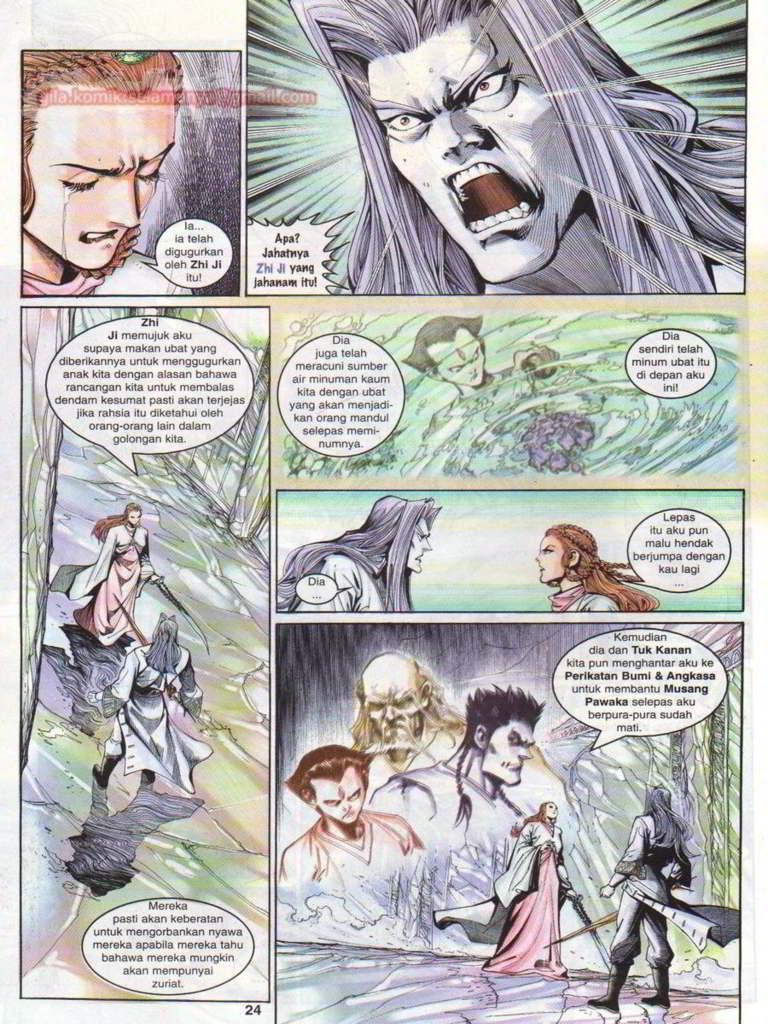 gila.komik.selamanya@gmail.com
Ia...
ia telah
digugurkan
oleh Zhi Ji
itu!
Apa?
Jahatnya
Zhi Ji yang
jahanam itu!
Zhi
Ji memujuk aku
supaya makan ubat yang
diberikannya untuk menggugurkan
anak kita dengan alasan bahawa
rancangan kita untuk membalas
dendam kesumat pasti akan terjejas
jika rahsia itu diketahui oleh
orang-orang lain dalam
golongan kita.
Mereka
pasti akan keberatan
untuk mengorbankan nyawa
mereka apabila mereka tahu
bahawa mereka mungkin
akan mempunyai
zuriat.
Dia
juga telah
meracuni sumber
air minuman kaum
kita dengan ubat
yang akan menjadi-
kan orang mandul
selepas memi-
numnya.
Dia
sendiri telah
minum ubat itu
di depan aku
ini!
Dia
...
Lepas
itu aku pun
malu hendak
berjumpa dengan
kau lagi
...
Kemudian
dia dan Tuk Kanan
kita pun menghantar aku ke
Perikatan Bumi & Angkasa
untuk membantu Musang
Pawaka selepas aku
berpura-pura sudah
mati.
24